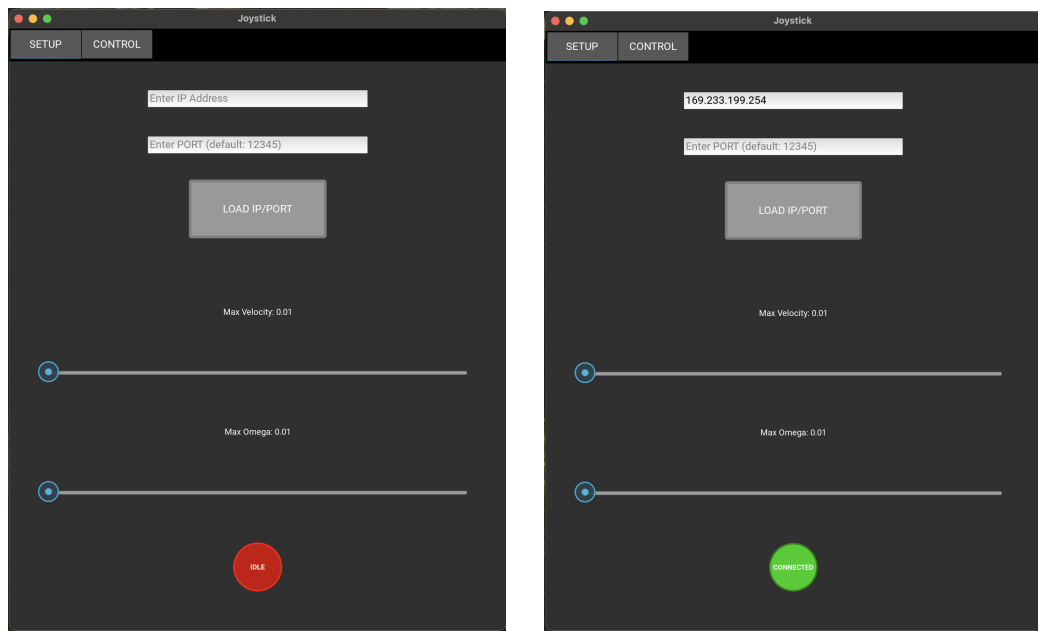 Joystick
SETUP CONTROL
Enter IP Address
Enter PORT (default: 12345)
LOAD IP/PORT
Max Velocity: 0.01
Max Omega: 0.01
IDLE
Joystick
SETUP CONTROL
169.233.199.254
Enter PORT (default: 12345)
LOAD IP/PORT
Max Velocity: 0.01
Max Omega: 0.01
CONNECTED